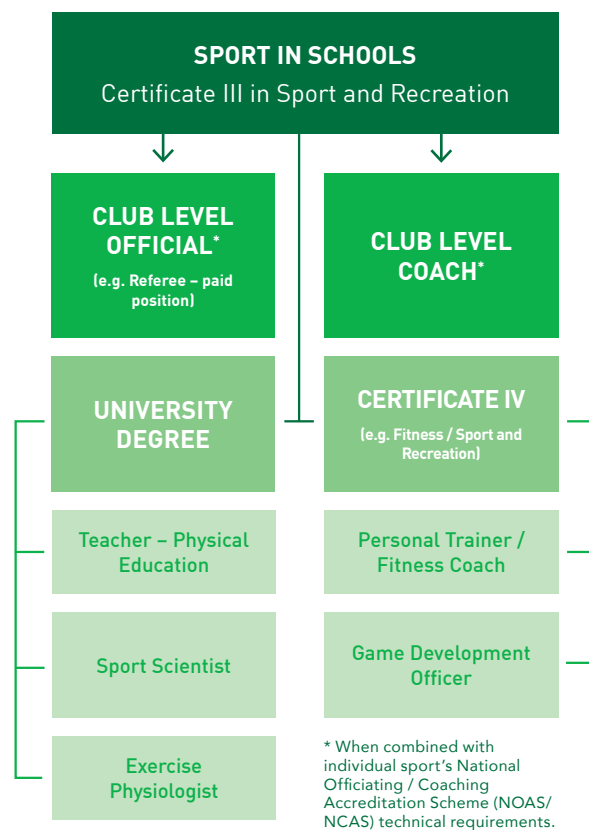 SPORT IN SCHOOLS
Certificate III in Sport and Recreation
CLUB LEVEL
OFFICIAL*
(e.g. Referee – paid
position)
CLUB LEVEL
COACH*
UNIVERSITY
DEGREE
CERTIFICATE IV
(e.g. Fitness / Sport and
Recreation)
Teacher – Physical
Education
Personal Trainer /
Fitness Coach
Sport Scientist
Game Development
Officer
Exercise
Physiologist
* When combined with
individual sport’s National
Officiating / Coaching
Accreditation Scheme (NOAS/
NCAS) technical requirements.